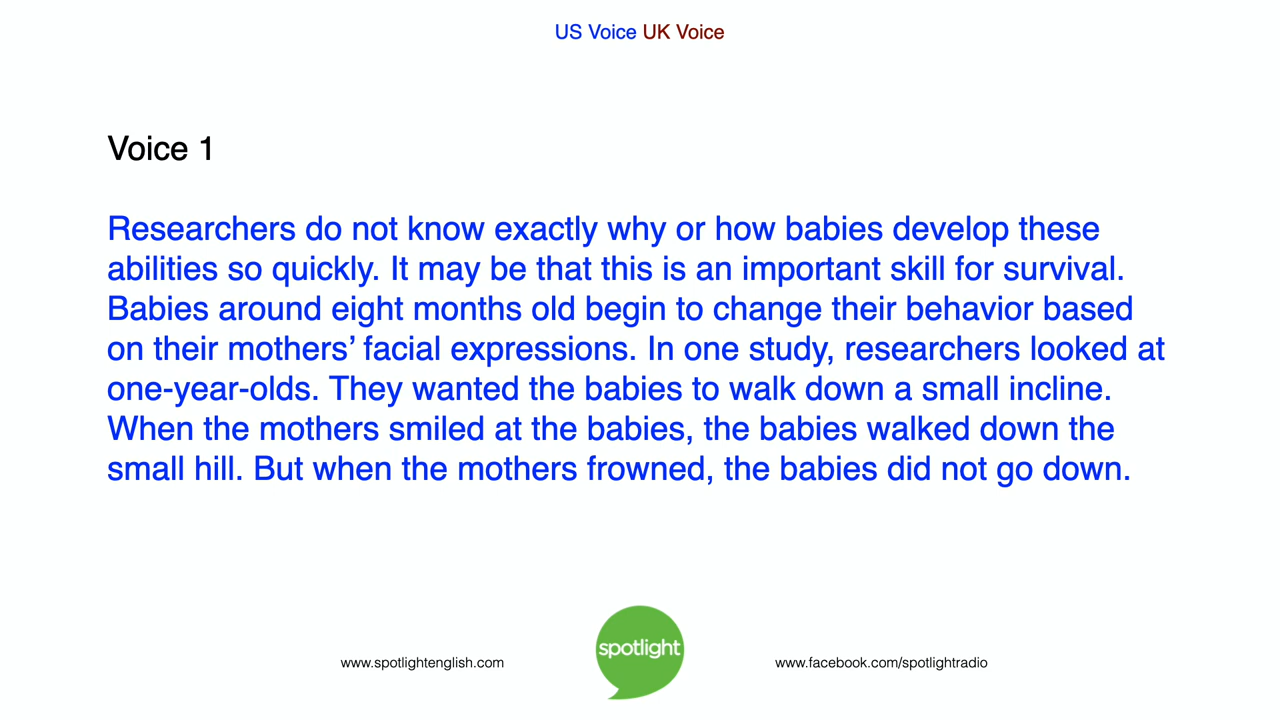 US Voice UK Voice
Voice 1
Researchers do not know exactly why or how babies develop these
abilities so quickly. It may be that this is an important skill for survival.
Babies around eight months old begin to change their behavior based
on their mothers’ facial expressions. In one study, researchers looked at
one-year-olds. They wanted the babies to walk down a small incline.
When the mothers smiled at the babies, the babies walked down the
small hill. But when the mothers frowned, the babies did not go down.
spotlight
www.spotlightenglish.com
www.facebook.com/spotlightradio